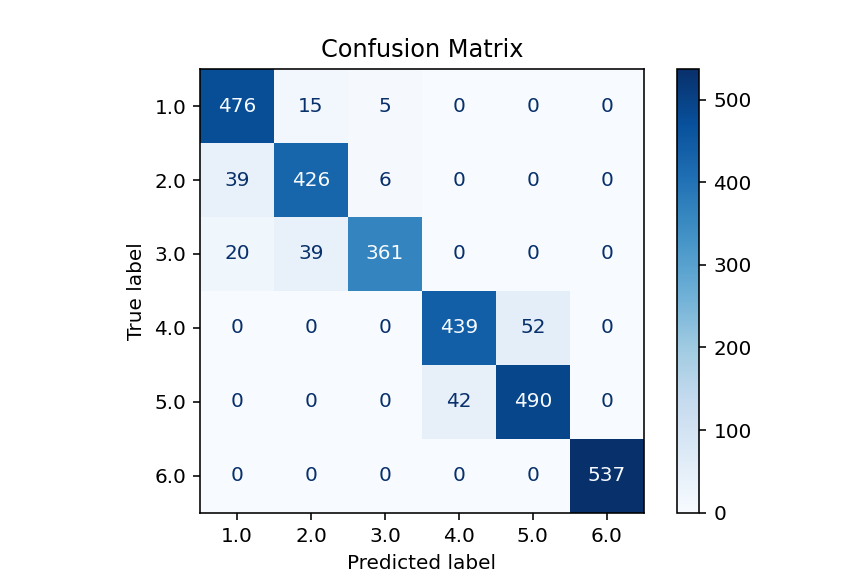 Confusion Matrix
True label
1.0 476 15 5 0 0 0
2.0 39 426 6 0 0 0
3.0 20 39 361 0 0 0
4.0 0 0 0 439 52 0
5.0 0 0 0 42 490 0
6.0 0 0 0 0 0 537
1.0 2.0 3.0 4.0 5.0 6.0
Predicted label
500
400
300
200
100
0